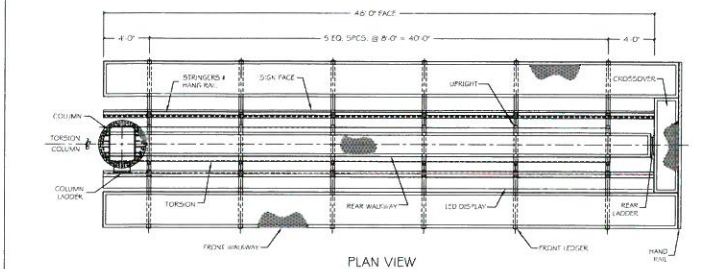 48'-0" FACE
4'-0"
5 EQ. SPCS. @ 8'-0" = 40'-0"
4'-0"
STRINGERS &
HANG RAIL
SIGN FACE
UPRIGHT
CROSSOVER
COLUMN
TORSION
COLUMN
COLUMN
LADDER
TORSION
REAR WALKWAY
LED DISPLAY
REAR
LADDER
FRONT WALKWAY
FRONT LEDGER
HAND
RAIL
PLAN VIEW